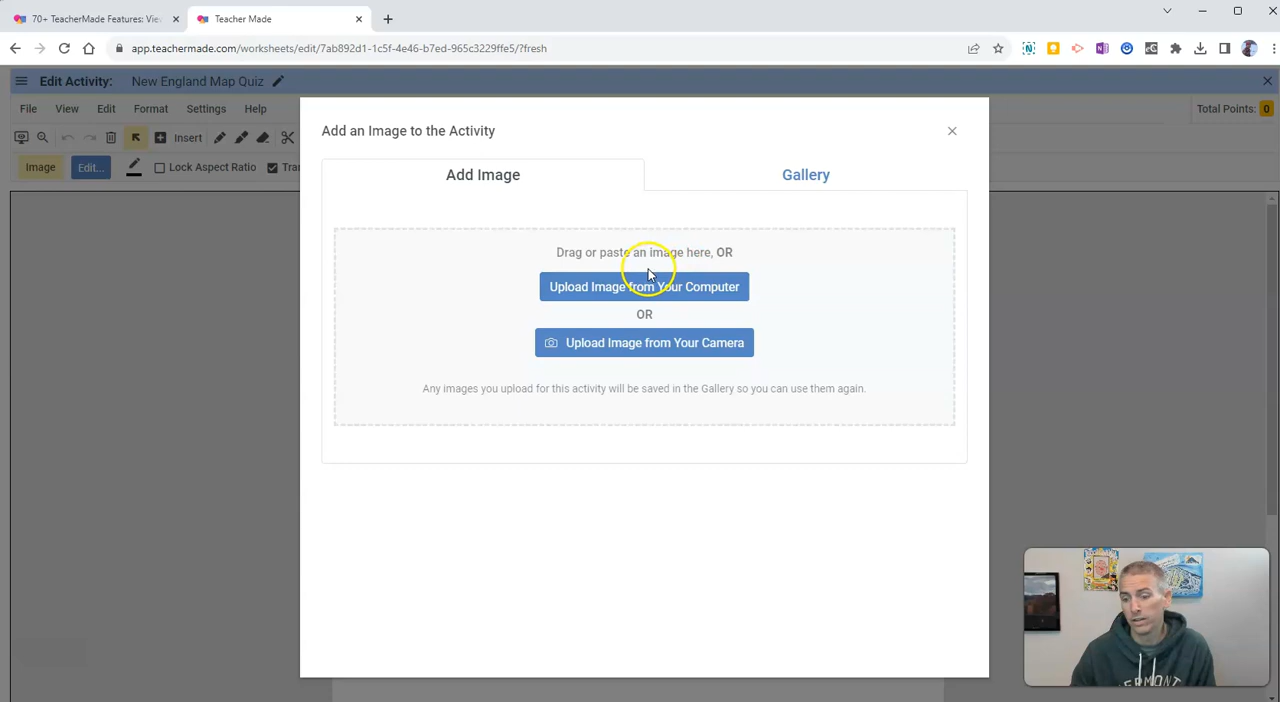 70+ TeacherMade Features: Vie
Teacher Made
app.teachermade.com/worksheets/edit/7ab892d1-1c5f-4e46-b7ed-965c3229ffe5/?fresh
Edit Activity: New England Map Quiz
File View Edit Format Settings Help
Total Points: 0
Insert
Image Edit... Lock Aspect Ratio Tran
Add an Image to the Activity
Add Image Gallery
Drag or paste an image here, OR
Upload Image from Your Computer
OR
Upload Image from Your Camera
Any images you upload for this activity will be saved in the Gallery so you can use them again.
VERMONT